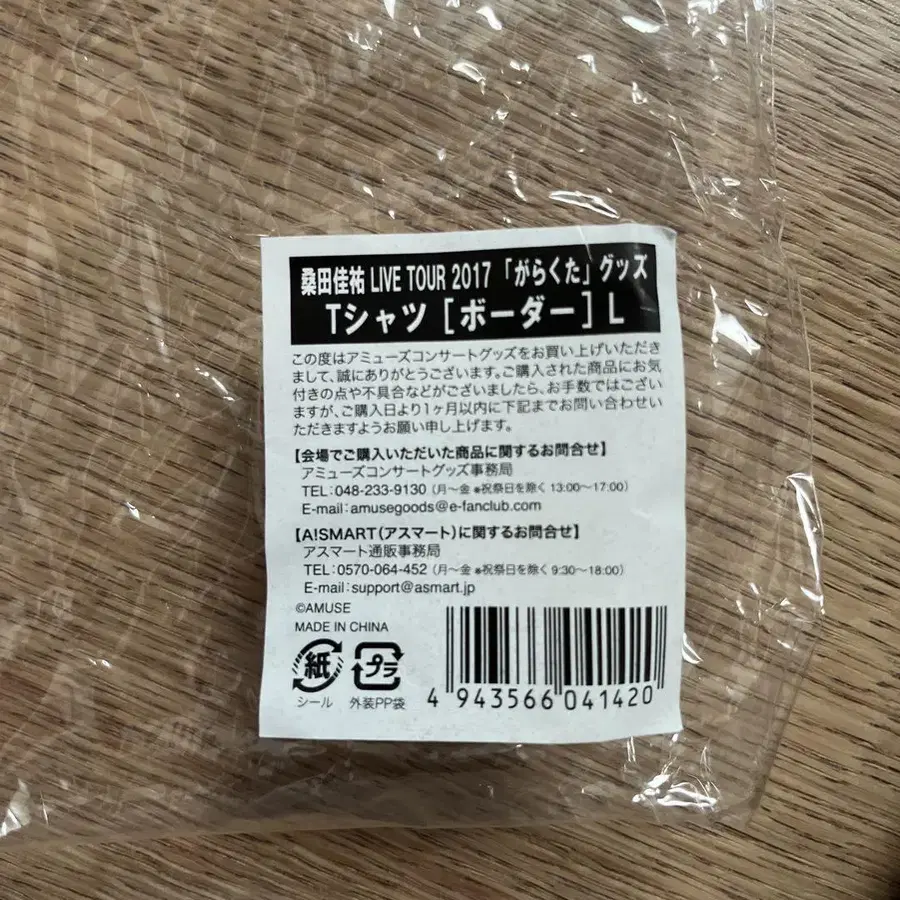 桑田佳祐 LIVE TOUR 2017 「がらくた」グッズ
Tシャツ [ボーダー] L
この度はアミューズコンサートグッズをお買い上げいただき
まして、誠にありがとうございます。ご購入された商品にお気
付きの点や不具合などがございましたら、お手数ではござい
ますが、ご購入日より1ヶ月以内に下記までお問い合わせい
ただきますようお願い申し上げます。
【会場でご購入いただいた商品に関するお問合せ】
アミューズコンサートグッズ事務局
TEL:048-233-9130 (月〜金 ※祝祭日を除く 13:00〜17:00)
E-mail:amusegoods@e-fanclub.com
【A!SMART(アスマート)に関するお問合せ】
アスマート通販事務局
TEL:0570-064-452 (月〜金 ※祝祭日を除く 9:30〜18:00)
E-mail:support@asmart.jp
©AMUSE
MADE IN CHINA
紙 プラ
シール 外装PP袋
4 943566 041420